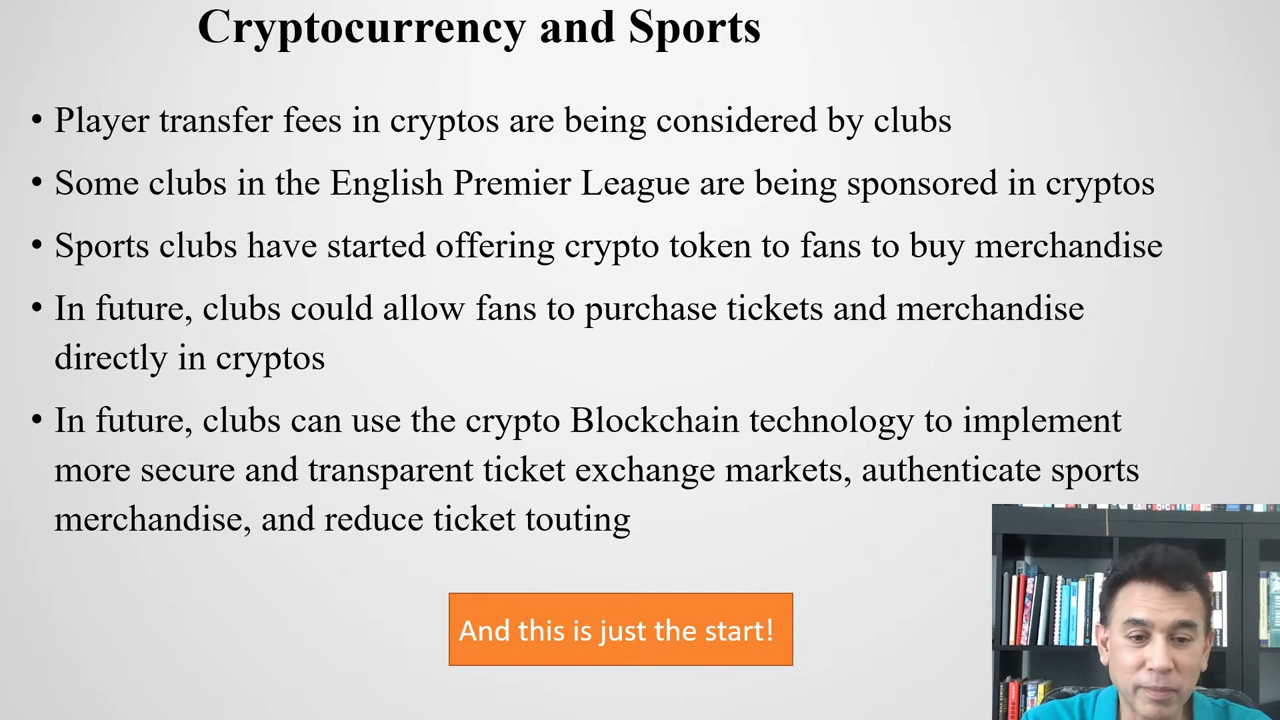 Cryptocurrency and Sports
• Player transfer fees in cryptos are being considered by clubs
• Some clubs in the English Premier League are being sponsored in cryptos
• Sports clubs have started offering crypto token to fans to buy merchandise
• In future, clubs could allow fans to purchase tickets and merchandise
directly in cryptos
• In future, clubs can use the crypto Blockchain technology to implement
more secure and transparent ticket exchange markets, authenticate sports
merchandise, and reduce ticket touting
And this is just the start!